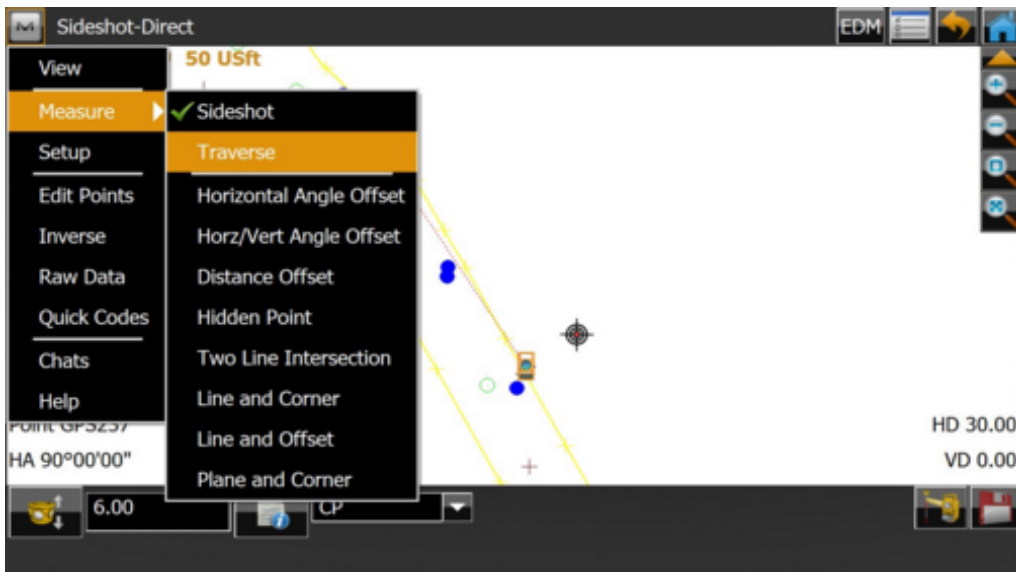 Sideshot-Direct
EDM
50 USft
View
Measure
Setup
Edit Points
Inverse
Raw Data
Quick Codes
Chats
Help
Sideshot
Traverse
Horizontal Angle Offset
Horz/Vert Angle Offset
Distance Offset
Hidden Point
Two Line Intersection
Line and Corner
Line and Offset
Plane and Corner
Point GPS257
HA 90°00'00"
HD 30.00
VD 0.00
6.00
CP